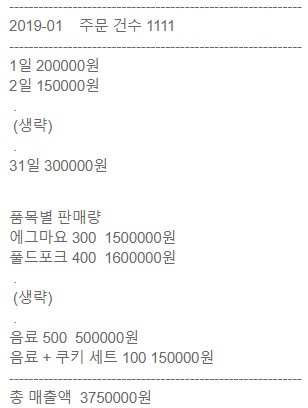 --------------------------------------------------------------------
2019-01 주문 건수 1111
--------------------------------------------------------------------
1일 200000원
2일 150000원
.
(생략)
.
31일 300000원
품목별 판매량
에그마요 300 1500000원
풀드포크 400 1600000원
.
(생략)
.
음료 500 500000원
음료 + 쿠키 세트 100 150000원
--------------------------------------------------------------------
총 매출액 3750000원